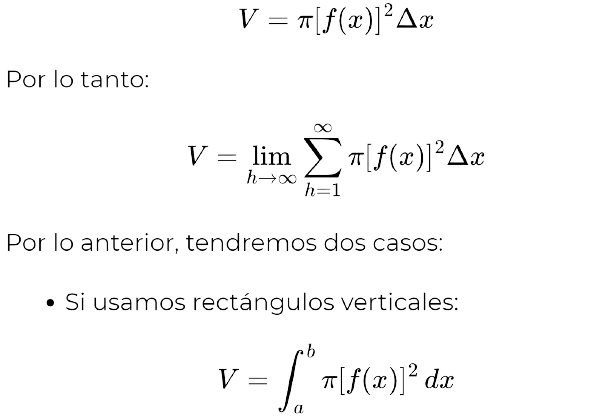 V = π[f(x)]²Δx
Por lo tanto:
V = lim_{h→∞} ∑_{h=1}^{∞} π[f(x)]²Δx
Por lo anterior, tendremos dos casos:
• Si usamos rectángulos verticales:
V = ∫_a^b π[f(x)]² dx